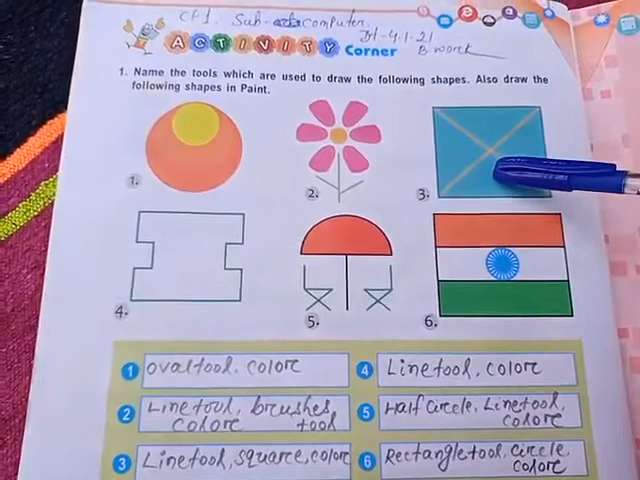 Cl-1. Sub- computer.
Dt-4.1.21
ACTIVITY Corner B.work
1. Name the tools which are used to draw the following shapes. Also draw the
following shapes in Paint.
1.
2.
3.
4.
5.
6.
1 Ovaltool. colore
4 Linetool, colore
2 Linetool, brushes
colore tool
5 Half circle, Linetool,
colore
3 Linetool, square, colore
6 Rectangletool, circle,
colore